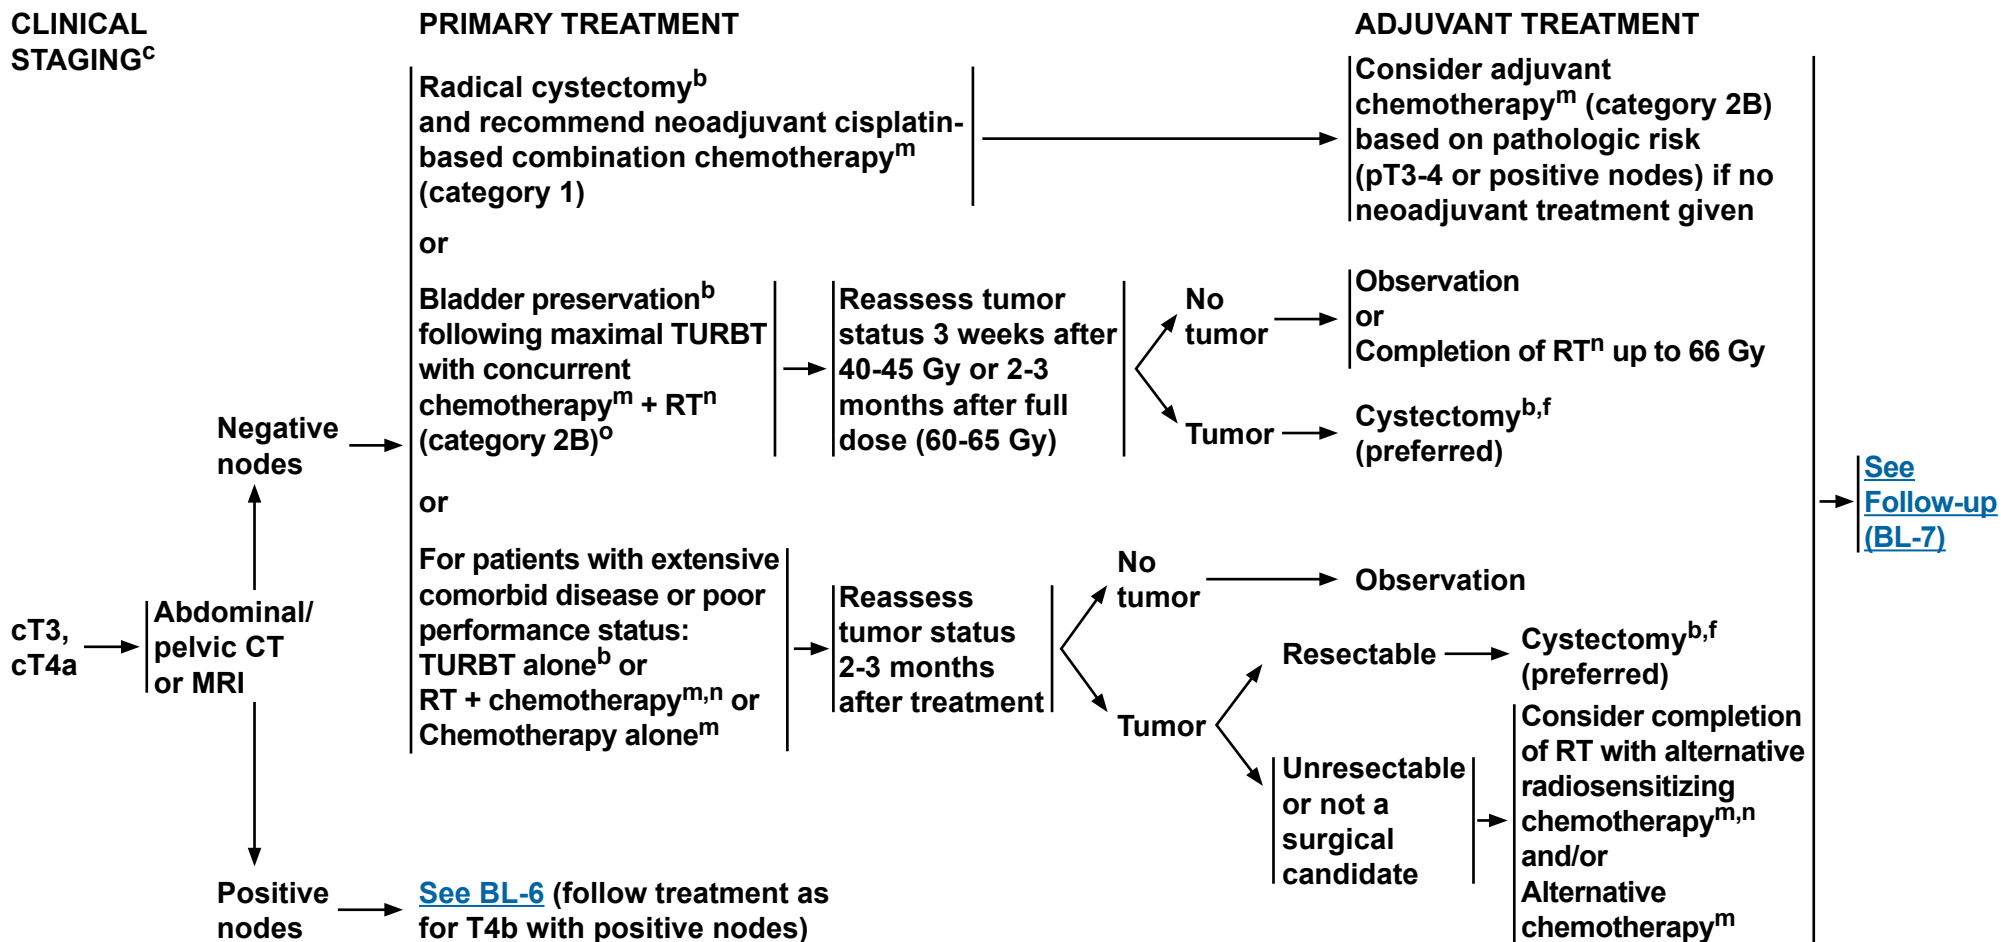 CLINICAL
STAGINGᶜ
PRIMARY TREATMENT
ADJUVANT TREATMENT
Radical cystectomyᵇ
and recommend neoadjuvant cisplatin-
based combination chemotherapyᵐ
(category 1)
Consider adjuvant
chemotherapyᵐ (category 2B)
based on pathologic risk
(pT3-4 or positive nodes) if no
neoadjuvant treatment given
or
Bladder preservationᵇ
following maximal TURBT
with concurrent
chemotherapyᵐ + RTⁿ
(category 2B)ᵒ
Reassess tumor
status 3 weeks after
40-45 Gy or 2-3
months after full
dose (60-65 Gy)
No
tumor
Observation
or
Completion of RTⁿ up to 66 Gy
Tumor
Cystectomyᵇ,ᶠ
(preferred)
Negative
nodes
or
See
Follow-up
(BL-7)
For patients with extensive
comorbid disease or poor
performance status:
TURBT aloneᵇ or
RT + chemotherapyᵐ,ⁿ or
Chemotherapy aloneᵐ
Reassess
tumor status
2-3 months
after treatment
No
tumor
Observation
cT3,
cT4a
Abdominal/
pelvic CT
or MRI
Tumor
Resectable
Cystectomyᵇ,ᶠ
(preferred)
Unresectable
or not a
surgical
candidate
Consider completion
of RT with alternative
radiosensitizing
chemotherapyᵐ,ⁿ
and/or
Alternative
chemotherapyᵐ
Positive
nodes
See BL-6 (follow treatment as
for T4b with positive nodes)